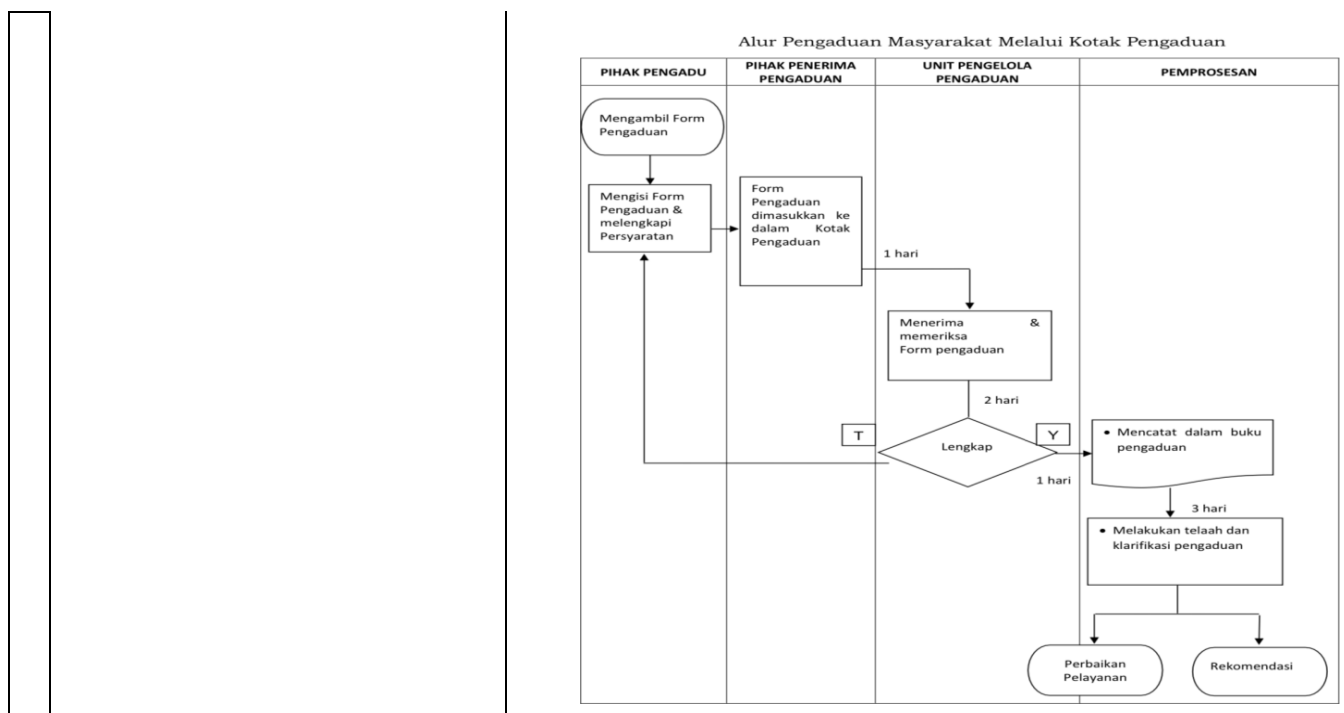 Alur Pengaduan Masyarakat Melalui Kotak Pengaduan
PIHAK PENGADU
PIHAK PENERIMA
PENGADUAN
UNIT PENGELOLA
PENGADUAN
PEMPROSESAN
Mengambil Form
Pengaduan
Mengisi Form
Pengaduan &
melengkapi
Persyaratan
Form
Pengaduan
dimasukkan ke
dalam Kotak
Pengaduan
1 hari
Menerima &
memeriksa
Form pengaduan
2 hari
T
Lengkap
Y
1 hari
• Mencatat dalam buku
pengaduan
3 hari
• Melakukan telaah dan
klarifikasi pengaduan
Perbaikan
Pelayanan
Rekomendasi